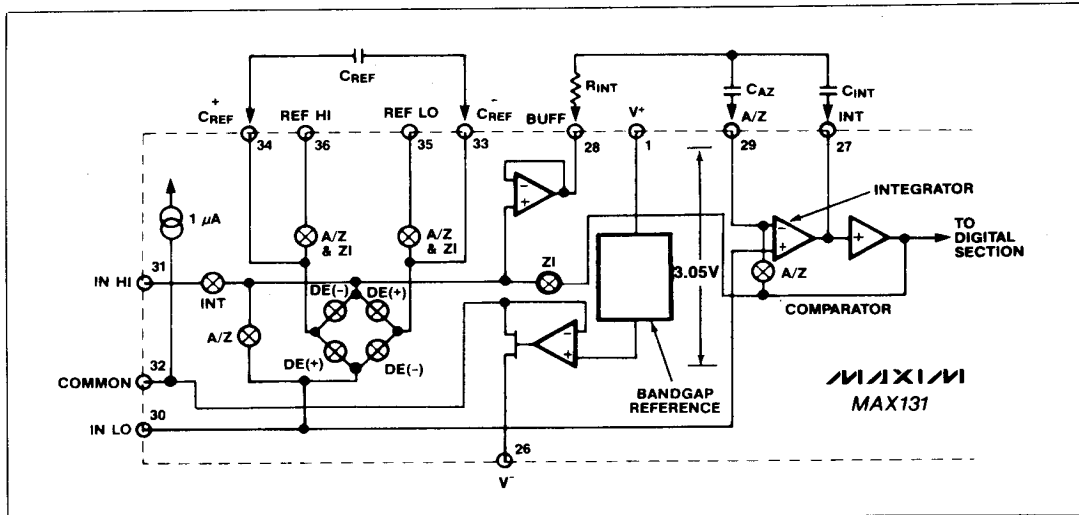 CREF
RINT
CAZ
CINT
+
CREF
REF HI
REF LO
-
CREF
BUFF
V+
A/Z
INT
34
36
35
33
28
1
29
27
1 µA
A/Z
& ZI
A/Z
& ZI
-
+
INTEGRATOR
-
+
+
TO
DIGITAL
SECTION
31
IN HI
INT
ZI
3.05V
A/Z
COMPARATOR
DE(-)
DE(+)
A/Z
DE(+)
DE(-)
-
+
32
COMMON
BANDGAP
REFERENCE
MAXIM
MAX131
30
IN LO
26
V-